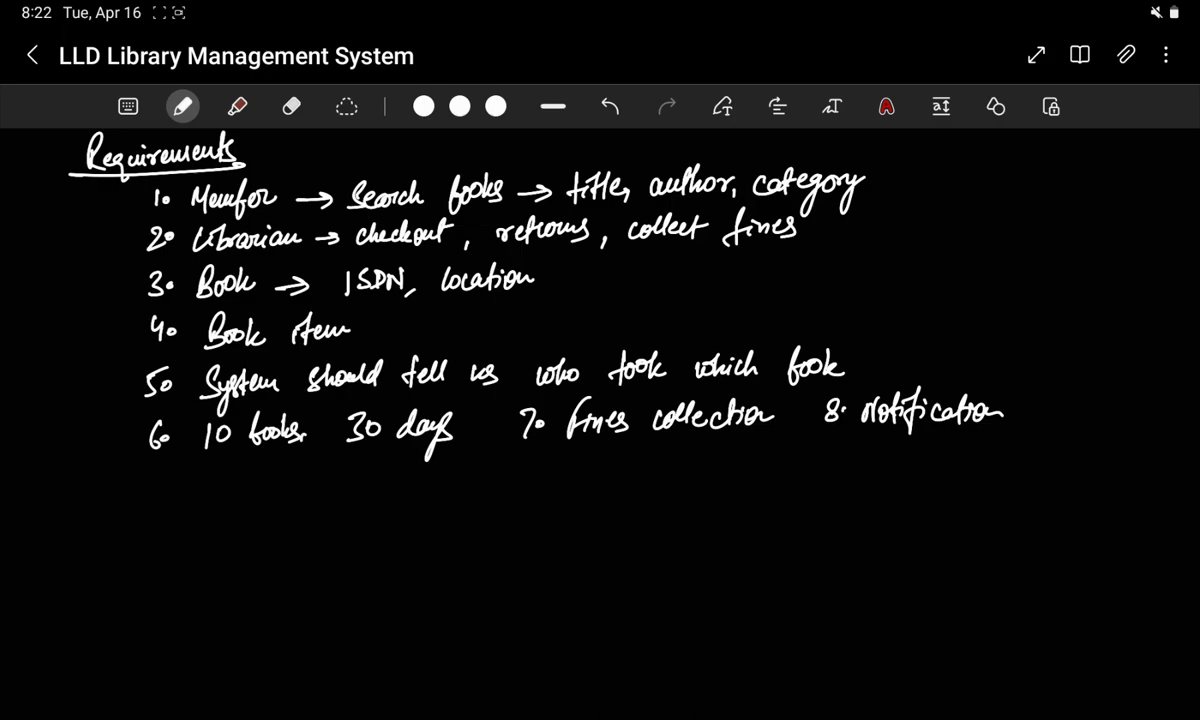 8:22 Tue, Apr 16
LLD Library Management System
Requirements
1. Member → Search books → title, author, category
2. Librarian → checkout, returns, collect fines
3. Book → ISBN, location
4. Book item
5. System should tell us who took which book
6. 10 books. 30 days 7. fines collection 8. Notification